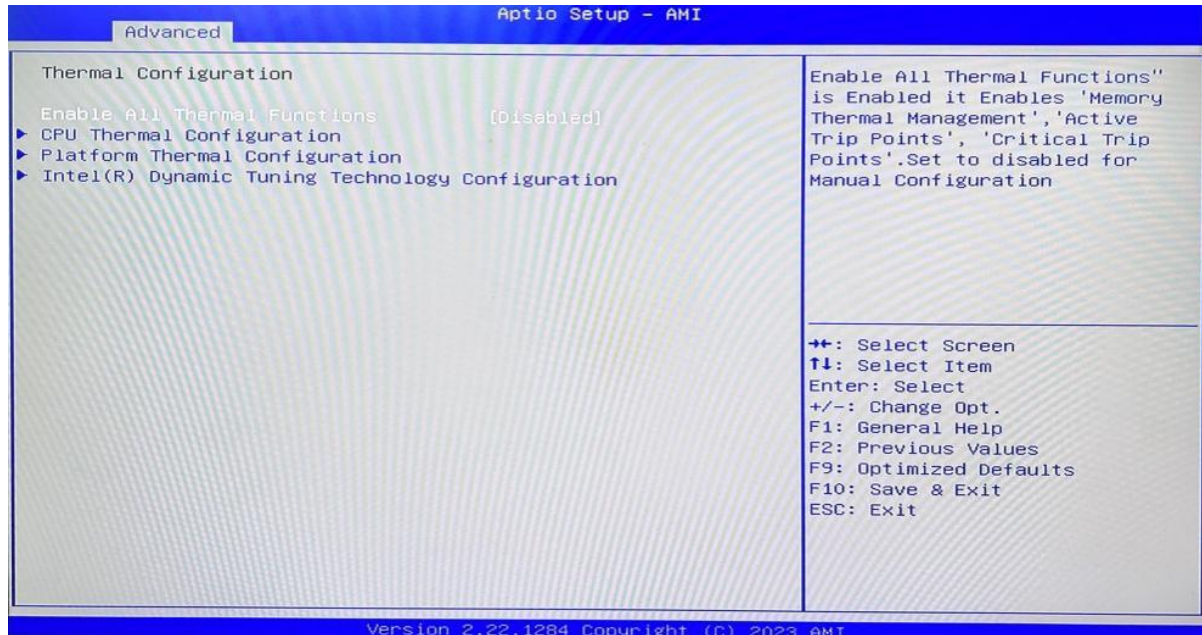 Aptio Setup - AMI
Advanced
Thermal Configuration
Enable All Thermal Functions [Disabled]
CPU Thermal Configuration
Platform Thermal Configuration
Intel(R) Dynamic Tuning Technology Configuration
Enable All Thermal Functions"
is Enabled it Enables 'Memory
Thermal Management','Active
Trip Points', 'Critical Trip
Points'.Set to disabled for
Manual Configuration
→←: Select Screen
↑↓: Select Item
Enter: Select
+/-: Change Opt.
F1: General Help
F2: Previous Values
F9: Optimized Defaults
F10: Save & Exit
ESC: Exit
Version 2.22.1284 Copyright (C) 2023 AMI